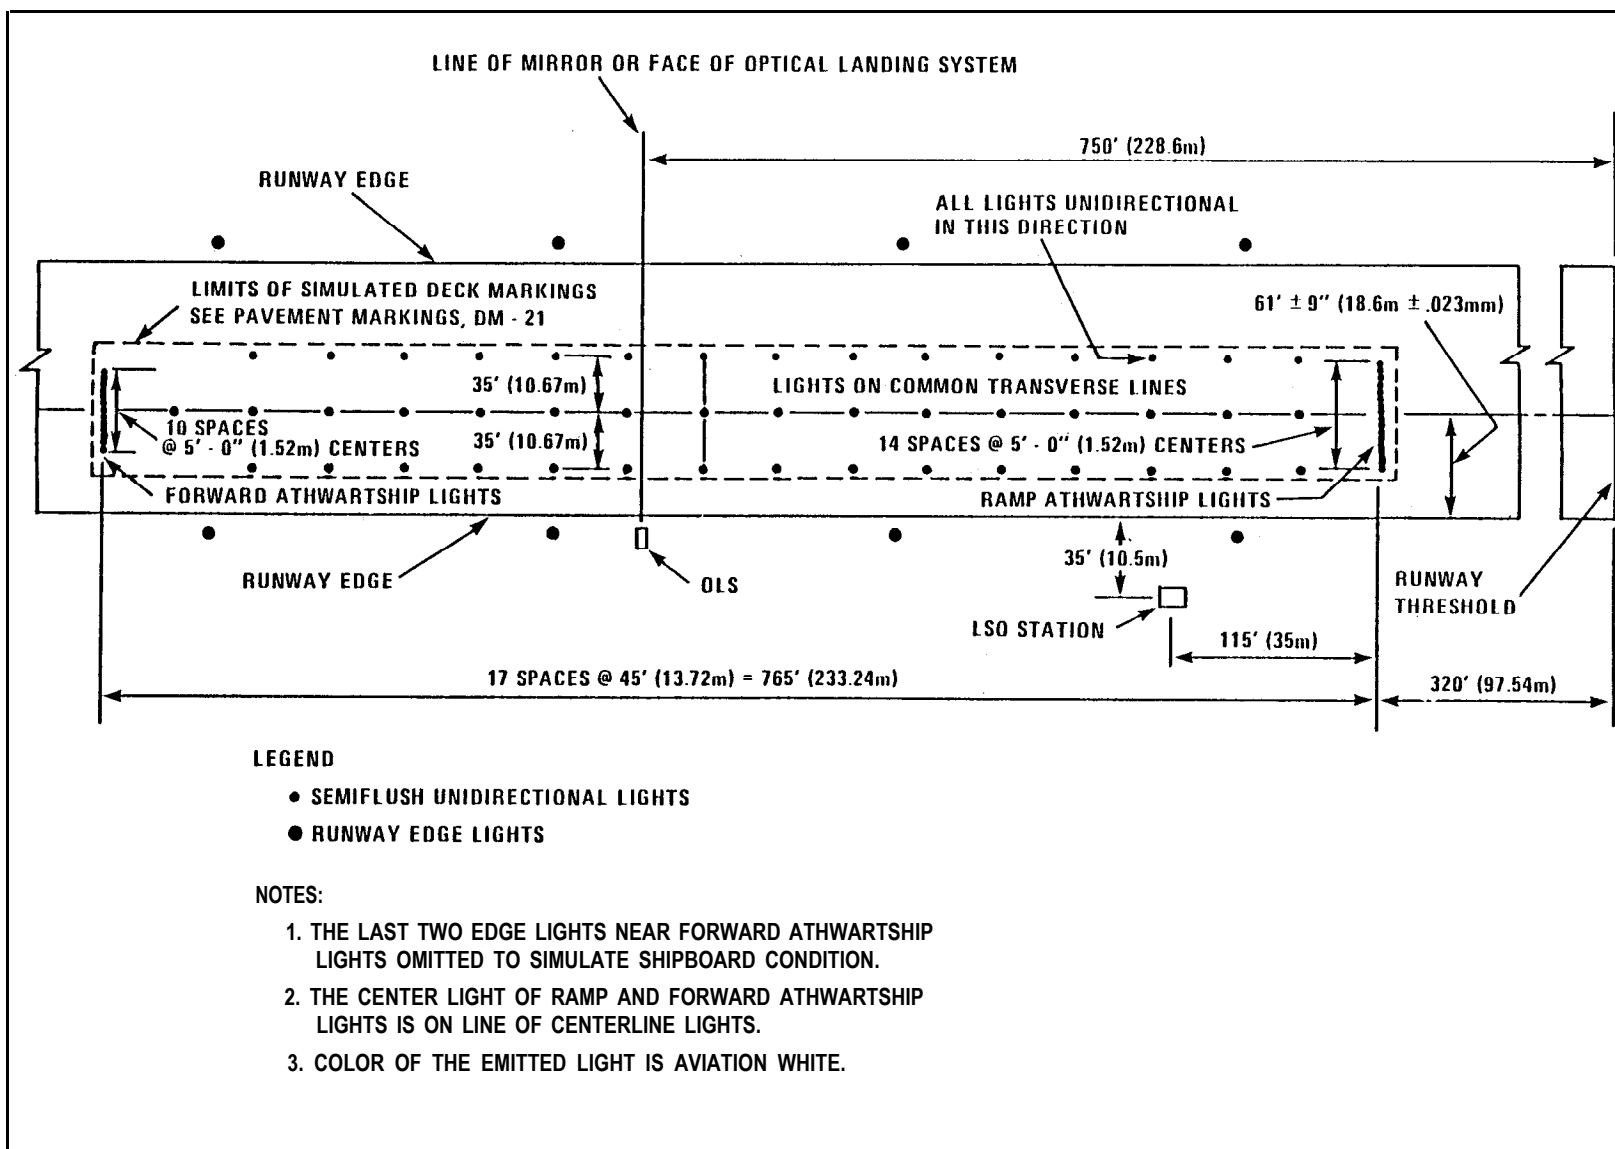 LINE OF MIRROR OR FACE OF OPTICAL LANDING SYSTEM
750' (228.6m)
RUNWAY EDGE
ALL LIGHTS UNIDIRECTIONAL
IN THIS DIRECTION
LIMITS OF SIMULATED DECK MARKINGS
SEE PAVEMENT MARKINGS, DM - 21
61' ± 9" (18.6m ± .023mm)
35' (10.67m)
LIGHTS ON COMMON TRANSVERSE LINES
10 SPACES
@ 5' - 0" (1.52m) CENTERS
35' (10.67m)
14 SPACES @ 5' - 0" (1.52m) CENTERS
FORWARD ATHWARTSHIP LIGHTS
RAMP ATHWARTSHIP LIGHTS
35' (10.5m)
RUNWAY EDGE
OLS
RUNWAY
THRESHOLD
LSO STATION
115' (35m)
17 SPACES @ 45' (13.72m) = 765' (233.24m)
320' (97.54m)
LEGEND
SEMIFLUSH UNIDIRECTIONAL LIGHTS
RUNWAY EDGE LIGHTS
NOTES:
1. THE LAST TWO EDGE LIGHTS NEAR FORWARD ATHWARTSHIP
LIGHTS OMITTED TO SIMULATE SHIPBOARD CONDITION.
2. THE CENTER LIGHT OF RAMP AND FORWARD ATHWARTSHIP
LIGHTS IS ON LINE OF CENTERLINE LIGHTS.
3. COLOR OF THE EMITTED LIGHT IS AVIATION WHITE.